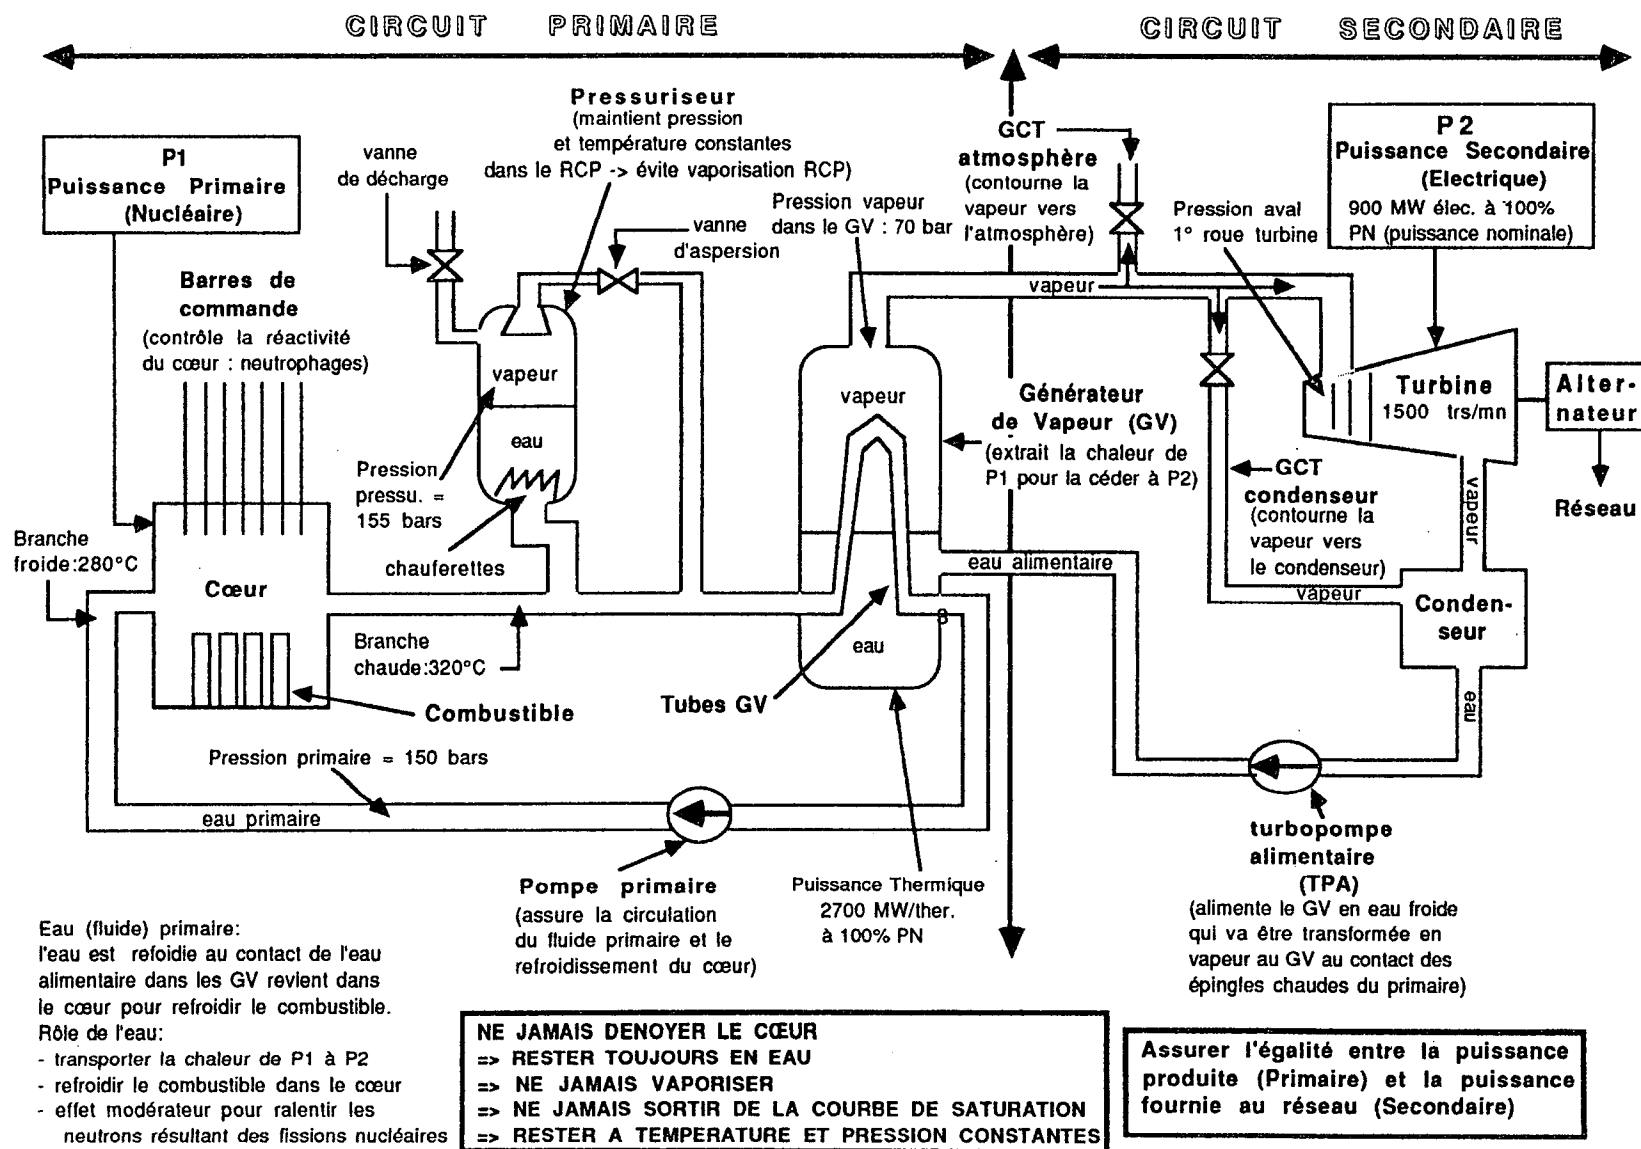 CIRCUIT PRIMAIRE
CIRCUIT SECONDAIRE
P1
Puissance Primaire
(Nucléaire)
vanne
de décharge
Pressuriseur
(maintient pression
et température constantes
dans le RCP -> évite vaporisation RCP)
vanne
d'aspersion
Pression vapeur
dans le GV : 70 bar
GCT
atmosphère
(contourne la
vapeur vers
l'atmosphère)
Pression aval
1° roue turbine
P2
Puissance Secondaire
(Electrique)
900 MW élec. à 100%
PN (puissance nominale)
Barres de
commande
(contrôle la réactivité
du cœur : neutrophages)
vapeur
eau
Pression
pressu. =
155 bars
chauferettes
vapeur
vapeur
Générateur
de Vapeur (GV)
(extrait la chaleur de
P1 pour la céder à P2)
Turbine
1500 trs/mn
Alter-
nateur
Réseau
GCT
condenseur
(contourne la
vapeur vers
le condenseur)
vapeur
vapeur
Conden-
seur
eau
Branche
froide:280°C
Cœur
Branche
chaude:320°C
Combustible
eau alimentaire
8
eau
Tubes GV
Pression primaire = 150 bars
eau primaire
Pompe primaire
(assure la circulation
du fluide primaire et le
refroidissement du cœur)
Puissance Thermique
2700 MW/ther.
à 100% PN
turbopompe
alimentaire
(TPA)
(alimente le GV en eau froide
qui va être transformée en
vapeur au GV au contact des
épingles chaudes du primaire)
Eau (fluide) primaire:
l'eau est refoidie au contact de l'eau
alimentaire dans les GV revient dans
le cœur pour refroidir le combustible.
Rôle de l'eau:
- transporter la chaleur de P1 à P2
- refroidir le combustible dans le cœur
- effet modérateur pour ralentir les
neutrons résultant des fissions nucléaires
NE JAMAIS DENOYER LE CŒUR
=> RESTER TOUJOURS EN EAU
=> NE JAMAIS VAPORISER
=> NE JAMAIS SORTIR DE LA COURBE DE SATURATION
=> RESTER A TEMPERATURE ET PRESSION CONSTANTES
Assurer l'égalité entre la puissance
produite (Primaire) et la puissance
fournie au réseau (Secondaire)